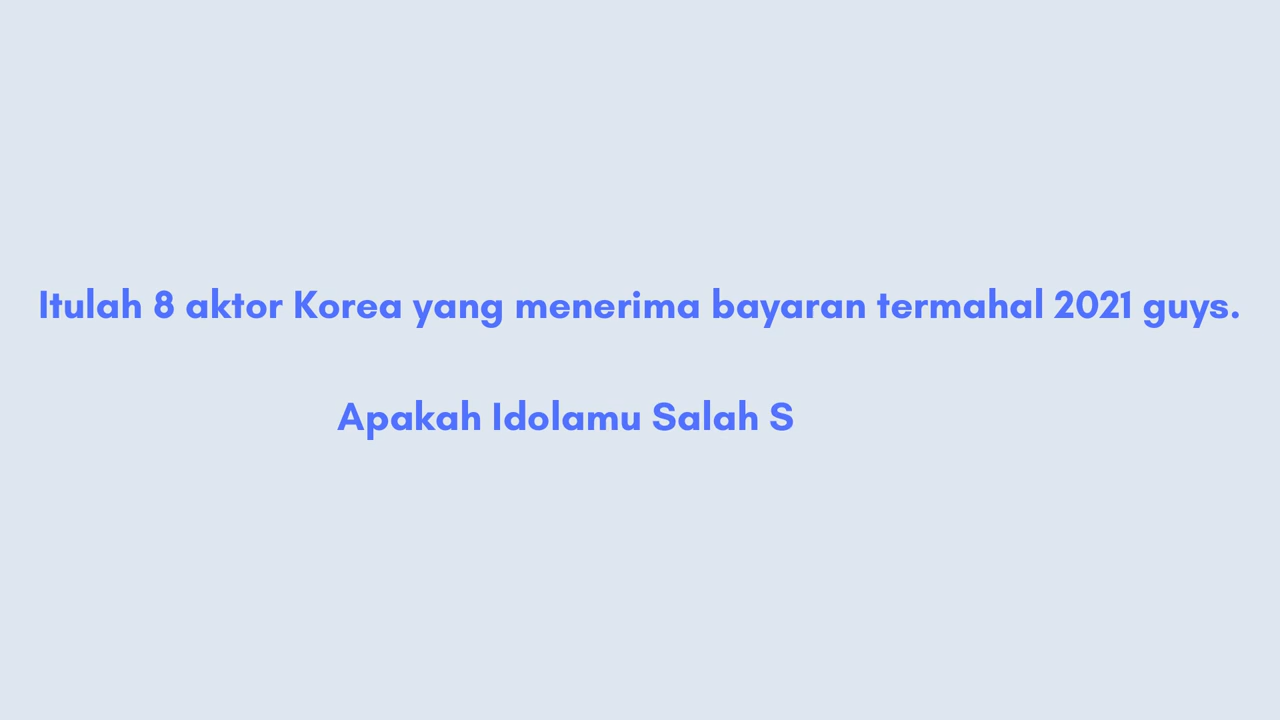 Itulah 8 aktor Korea yang menerima bayaran termahal 2021 guys.
Apakah Idolamu Salah S